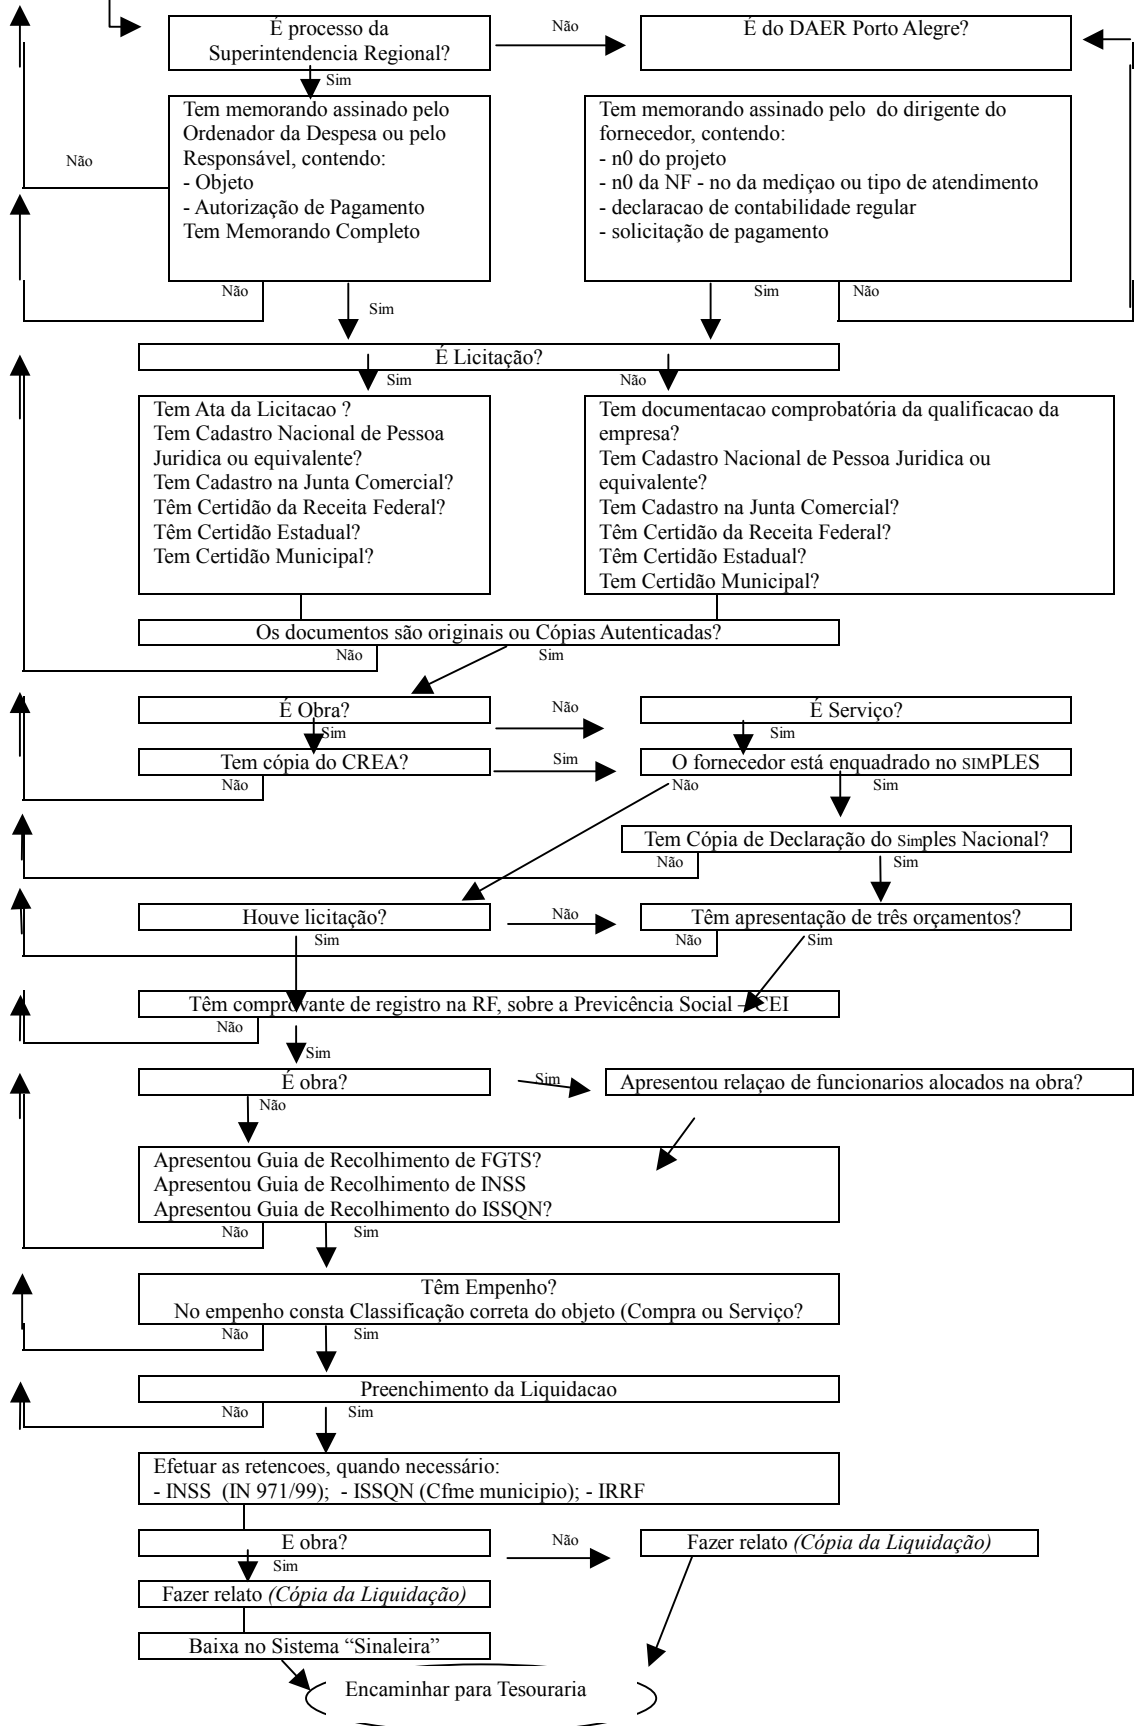 É processo da
Superintendencia Regional?
Não
É do DAER Porto Alegre?
Sim
Tem memorando assinado pelo
Ordenador da Despesa ou pelo
Responsável, contendo:
- Objeto
- Autorização de Pagamento
Tem Memorando Completo
Não
Tem memorando assinado pelo  do dirigente do
fornecedor, contendo:
- n0 do projeto
- n0 da NF - no da mediçao ou tipo de atendimento
- declaracao de contabilidade regular
- solicitação de pagamento
Não
Sim
Sim
Não
É Licitação?
Sim
Não
Tem Ata da Licitacao ?
Tem Cadastro Nacional de Pessoa
Juridica ou equivalente?
Tem Cadastro na Junta Comercial?
Têm Certidão da Receita Federal?
Têm Certidão Estadual?
Tem Certidão Municipal?
Tem documentacao comprobatória da qualificacao da
empresa?
Tem Cadastro Nacional de Pessoa Juridica ou
equivalente?
Tem Cadastro na Junta Comercial?
Têm Certidão da Receita Federal?
Têm Certidão Estadual?
Tem Certidão Municipal?
Os documentos são originais ou Cópias Autenticadas?
Não
Sim
É Obra?
Não
É Serviço?
Sim
Sim
Tem cópia do CREA?
Sim
O fornecedor está enquadrado no SIMPLES
Não
Não
Sim
Tem Cópia de Declaração do Simples Nacional?
Não
Sim
Houve licitação?
Não
Têm apresentação de três orçamentos?
Sim
Não
Sim
Têm comprovante de registro na RF, sobre a Previcência Social – CEI
Não
Sim
É obra?
Sim
Apresentou relaçao de funcionarios alocados na obra?
Não
Apresentou Guia de Recolhimento de FGTS?
Apresentou Guia de Recolhimento de INSS
Apresentou Guia de Recolhimento do ISSQN?
Não
Sim
Têm Empenho?
No empenho consta Classificação correta do objeto (Compra ou Serviço?
Não
Sim
Preenchimento da Liquidacao
Não
Sim
Efetuar as retencoes, quando necessário:
- INSS  (IN 971/99);  - ISSQN (Cfme municipio); - IRRF
E obra?
Não
Fazer relato (Cópia da Liquidação)
Sim
Fazer relato (Cópia da Liquidação)
Baixa no Sistema “Sinaleira”
Encaminhar para Tesouraria